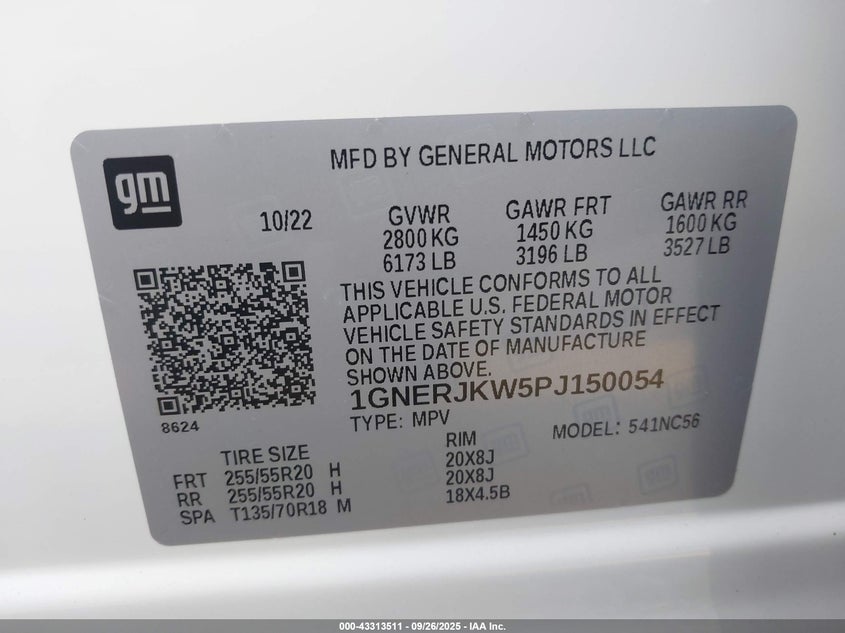 gm
MFD BY GENERAL MOTORS LLC
10/22
GVWR
2800 KG
6173 LB
GAWR FRT
1450 KG
3196 LB
GAWR RR
1600 KG
3527 LB
THIS VEHICLE CONFORMS TO ALL
APPLICABLE U.S. FEDERAL MOTOR
VEHICLE SAFETY STANDARDS IN EFFECT
ON THE DATE OF MANUFACTURE
SHOWN ABOVE.
1GNERJKW5PJ150054
8624
TYPE: MPV
MODEL: 541NC56
TIRE SIZE RIM
FRT 255/55R20 H 20X8J
RR 255/55R20 H 20X8J
SPA T135/70R18 M 18X4.5B
000-43313511 - 09/26/2025 - IAA Inc.